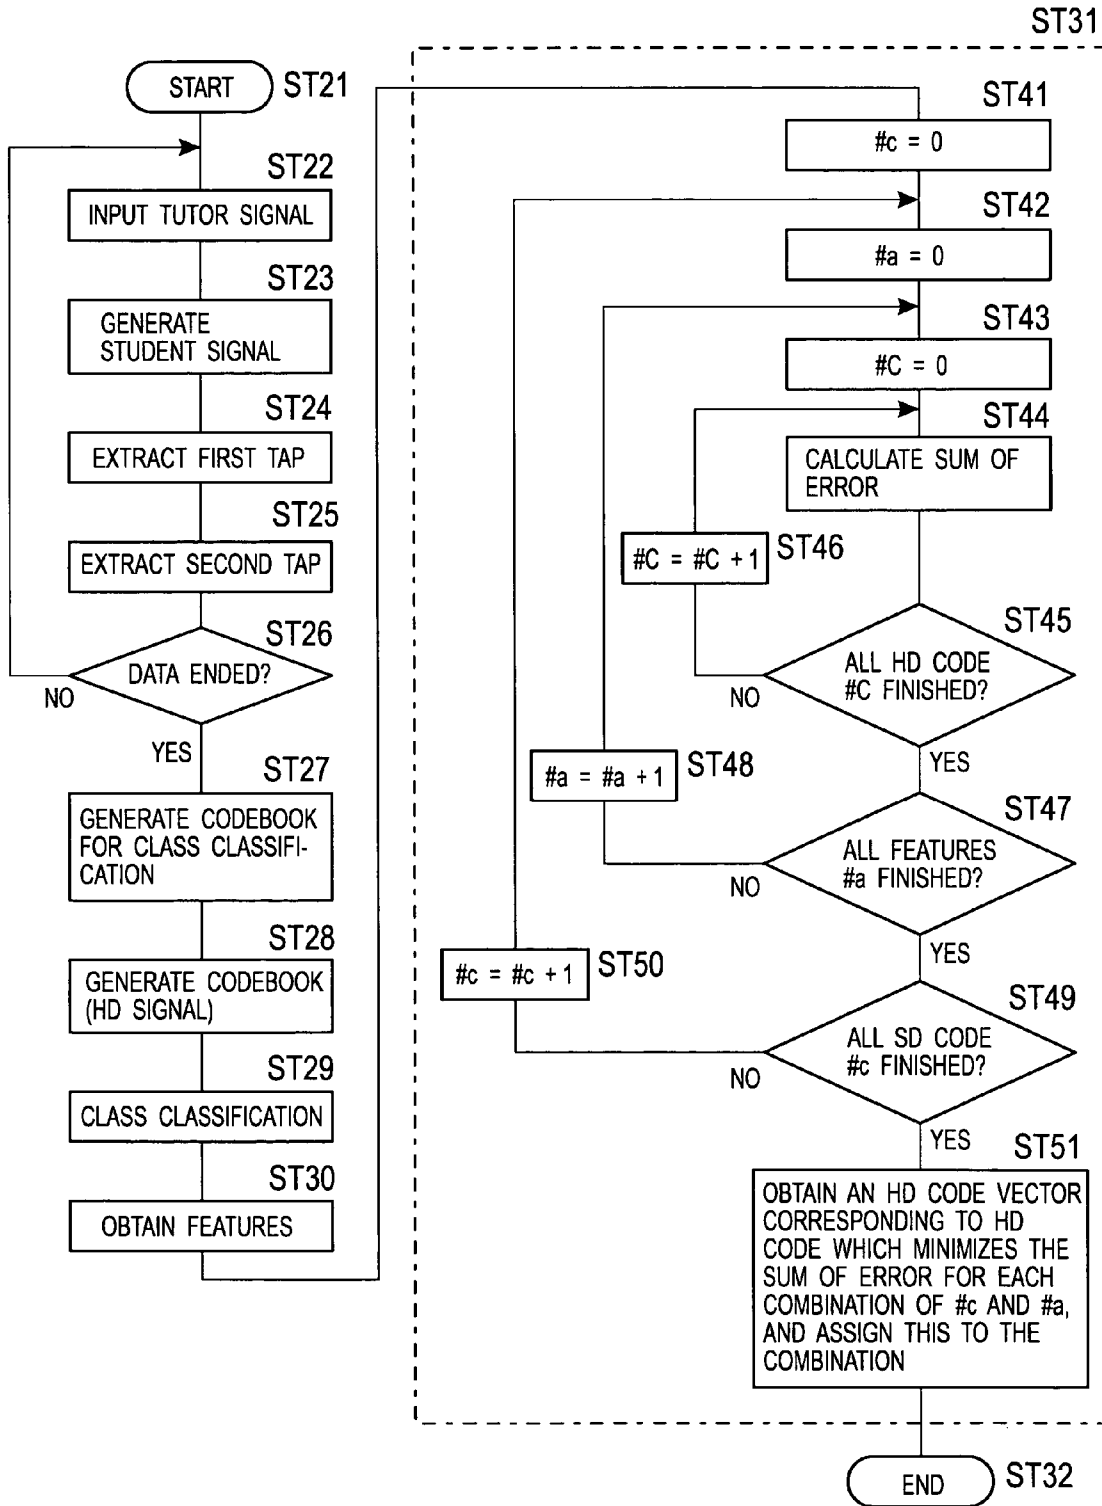 ST31
START
ST21
ST22
INPUT TUTOR SIGNAL
ST23
GENERATE
STUDENT SIGNAL
ST24
EXTRACT FIRST TAP
ST25
EXTRACT SECOND TAP
ST26
DATA ENDED?
NO
YES
ST27
GENERATE CODEBOOK
FOR CLASS CLASSIFI-
CATION
ST28
GENERATE CODEBOOK
(HD SIGNAL)
ST29
CLASS CLASSIFICATION
ST30
OBTAIN FEATURES
ST41
#c = 0
ST42
#a = 0
ST43
#C = 0
ST44
CALCULATE SUM OF
ERROR
#C = #C + 1
ST46
ST45
ALL HD CODE
#C FINISHED?
NO
YES
#a = #a + 1
ST48
ST47
ALL FEATURES
#a FINISHED?
NO
YES
#c = #c + 1
ST50
ST49
ALL SD CODE
#c FINISHED?
NO
YES
ST51
OBTAIN AN HD CODE VECTOR
CORRESPONDING TO HD
CODE WHICH MINIMIZES THE
SUM OF ERROR FOR EACH
COMBINATION OF #c AND #a,
AND ASSIGN THIS TO THE
COMBINATION
END
ST32